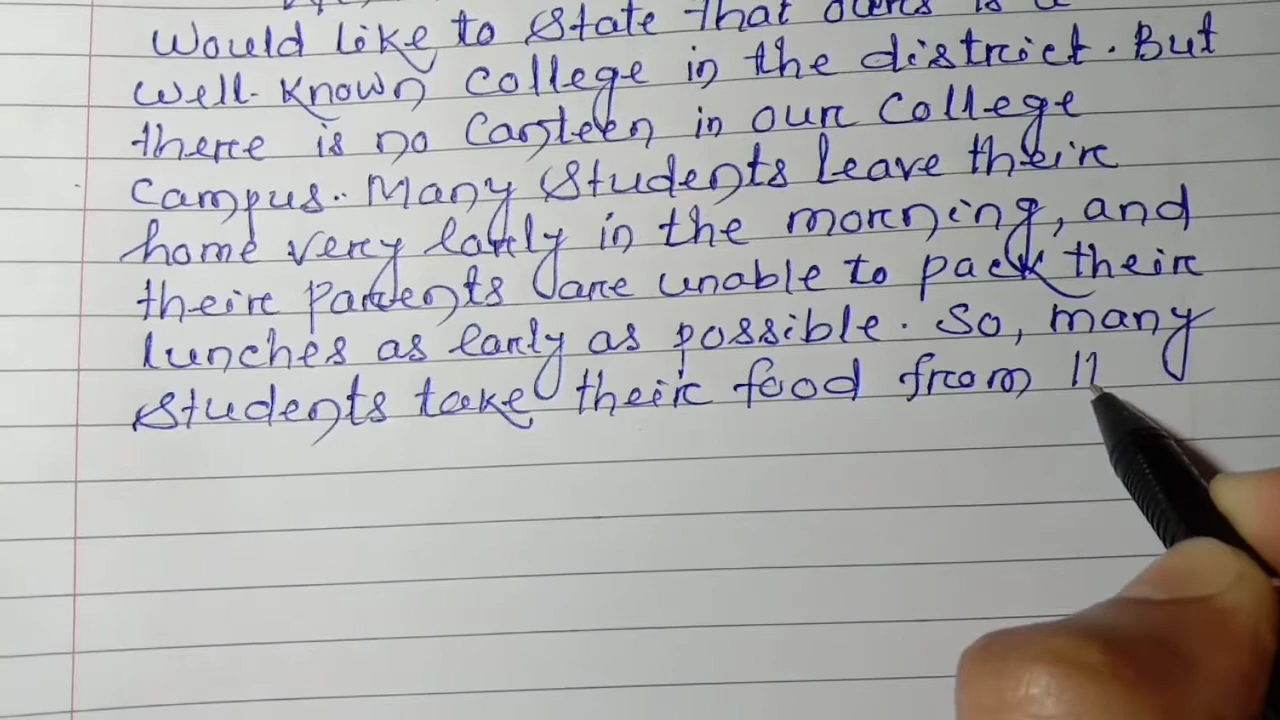 Would like to state that ours is a
well-known college in the district. But
there is no Canteen in our college
campus. Many students leave their
home very in the morning, and
their Parents are unable to pack their
lunches as early as possible. So, many
students take their food from